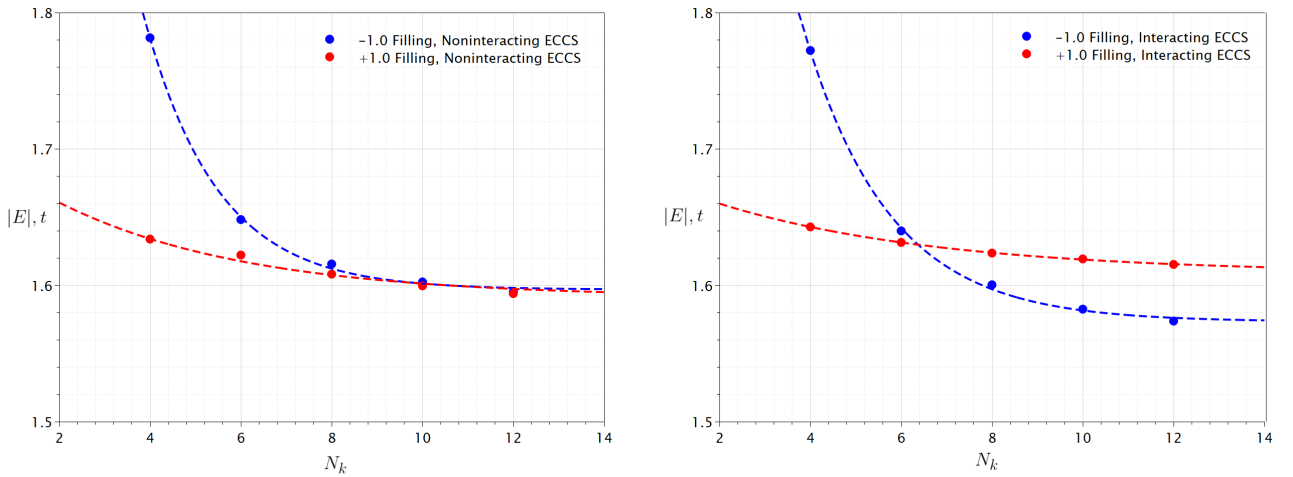 1.8
1.7
1.6
1.5
|E|, t
2 4 6 8 10 12 14
N_k
−1.0 Filling, Noninteracting ECCS
+1.0 Filling, Noninteracting ECCS
1.8
1.7
1.6
1.5
|E|, t
2 4 6 8 10 12 14
N_k
−1.0 Filling, Interacting ECCS
+1.0 Filling, Interacting ECCS